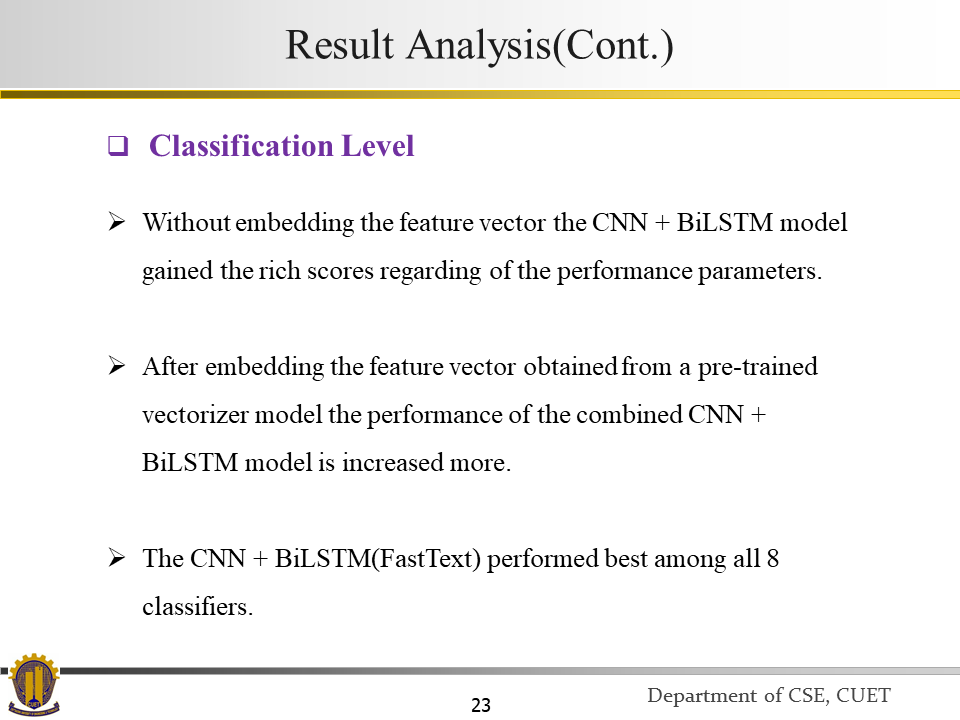 Result Analysis(Cont.)
Classification Level
Without embedding the feature vector the CNN + BiLSTM model
gained the rich scores regarding of the performance parameters.
After embedding the feature vector obtained from a pre-trained
vectorizer model the performance of the combined CNN +
BiLSTM model is increased more.
The CNN + BiLSTM(FastText) performed best among all 8
classifiers.
CUET
23
Department of CSE, CUET